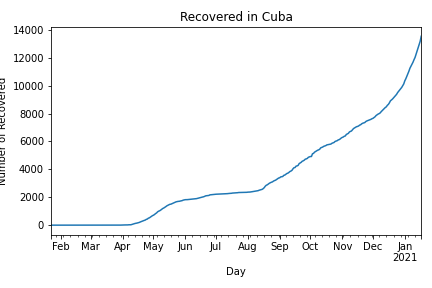 Recovered in Cuba
14000
12000
10000
8000
6000
4000
2000
0
Number of Recovered
Feb Mar Apr May Jun Jul Aug Sep Oct Nov Dec Jan
2021
Day